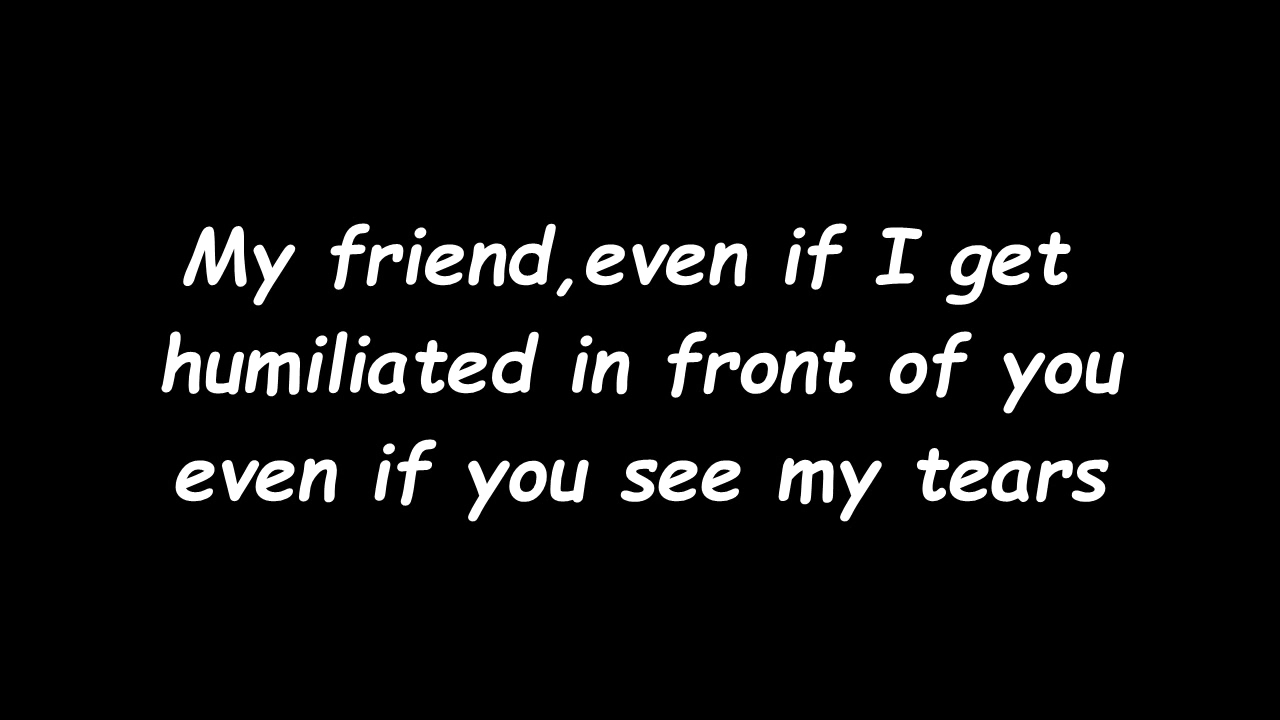 My friend,even if I get
humiliated in front of you
even if you see my tears